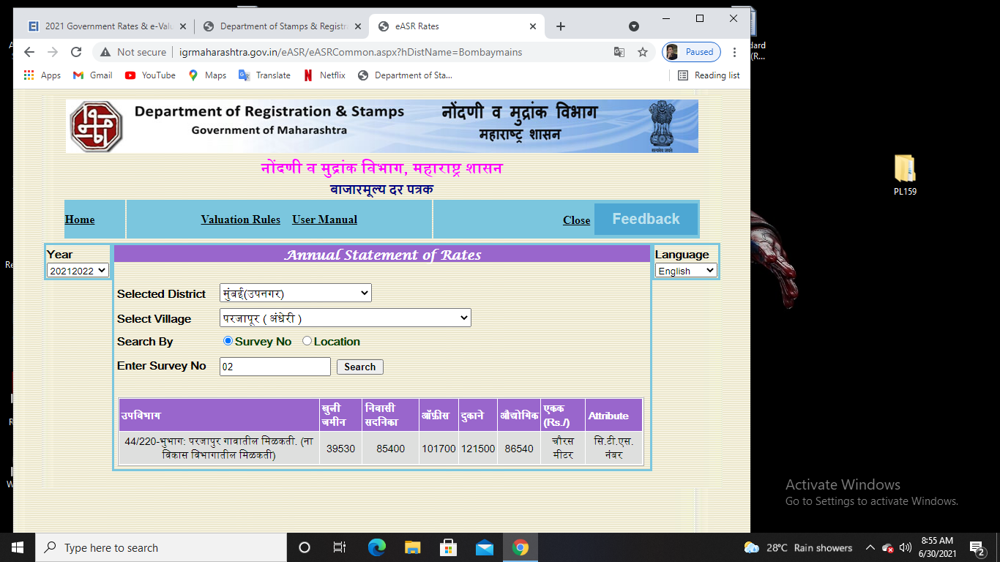 2021 Government Rates & e-Valu
Department of Stamps & Registra
eASR Rates
Not secure
igrmaharashtra.gov.in/eASR/eASRCommon.aspx?hDistName=Bombaymains
Paused
Apps
Gmail
YouTube
Maps
Translate
Netflix
Department of Sta...
Reading list
Department of Registration & Stamps
Government of Maharashtra
नोंदणी व मुद्रांक विभाग
महाराष्ट्र शासन
नोंदणी व मुद्रांक विभाग, महाराष्ट्र शासन
बाजारमूल्य दर पत्रक
Home
Valuation Rules
User Manual
Close
Feedback
Year
20212022
Annual Statement of Rates
Language
English
Selected District
मुंबई(उपनगर)
Select Village
परजापूर ( अंधेरी )
Search By
Survey No
Location
Enter Survey No
02
Search
उपविभाग
खुली
जमीन
निवासी
सदनिका
ऑफ़ीस
दुकाने
औद्योगिक
एकक
(Rs./)
Attribute
44/220-भुभाग: परजापुर गावातील मिळकती. (ना
विकास विभागातील मिळकती)
39530
85400
101700
121500
86540
चौरस
मीटर
सि.टी.एस.
नंबर
PL159
Activate Windows
Go to Settings to activate Windows.
Type here to search
28°C Rain showers
8:55 AM
6/30/2021
2